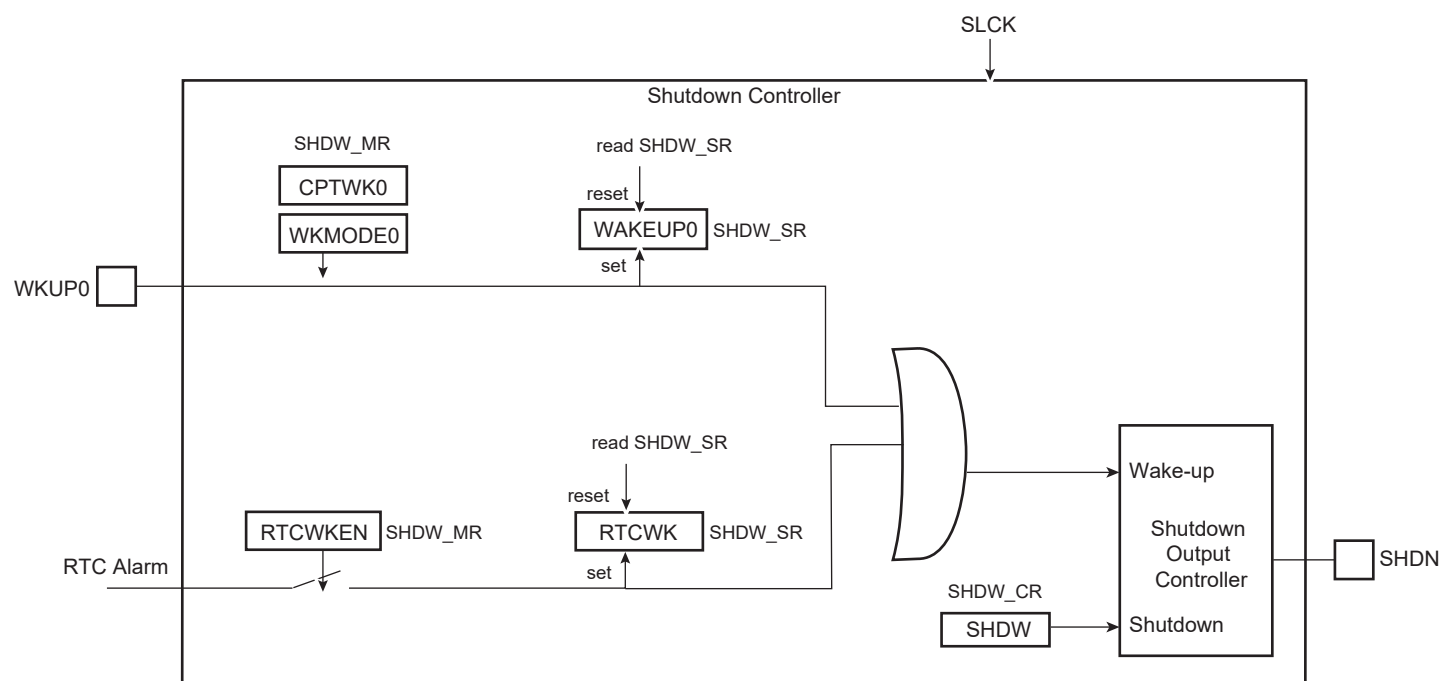 SLCK
Shutdown Controller
SHDW_MR
CPTWK0
WKMODE0
read SHDW_SR
reset
WAKEUP0 SHDW_SR
set
WKUP0
read SHDW_SR
reset
RTCWKEN SHDW_MR
RTCWK SHDW_SR
set
RTC Alarm
Wake-up
Shutdown
Output
Controller
SHDN
SHDW_CR
SHDW
Shutdown